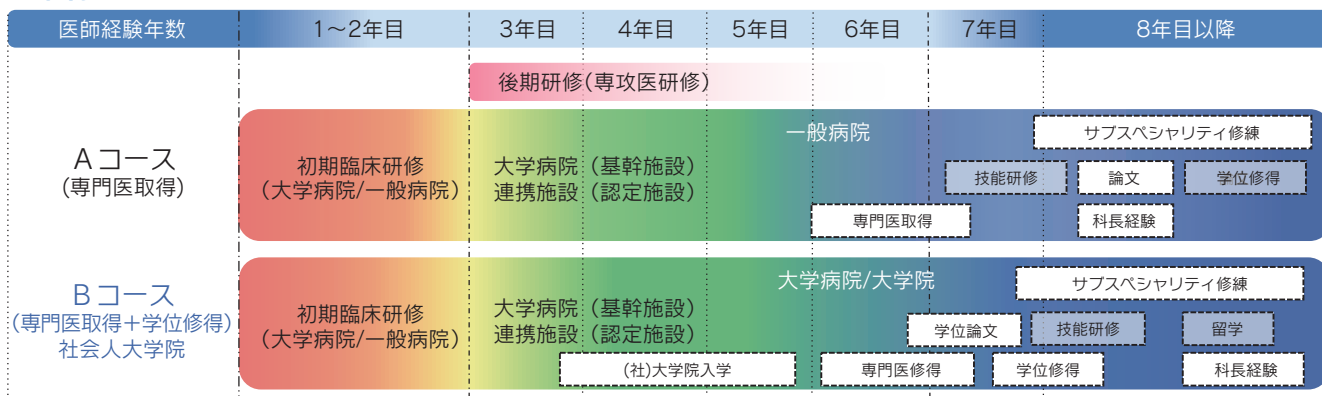 医師経験年数 1～2年目 3年目 4年目 5年目 6年目 7年目 8年目以降
後期研修(専攻医研修)
Aコース
(専門医取得)
初期臨床研修
(大学病院/一般病院)
大学病院(基幹施設)
連携施設(認定施設)
一般病院
サブスペシャリティ修練
技能研修
論文
学位修得
専門医取得
科長経験
Bコース
(専門医取得＋学位修得)
社会人大学院
初期臨床研修
(大学病院/一般病院)
大学病院(基幹施設)
連携施設(認定施設)
大学病院/大学院
サブスペシャリティ修練
学位論文
技能研修
留学
(社)大学院入学
専門医修得
学位修得
科長経験